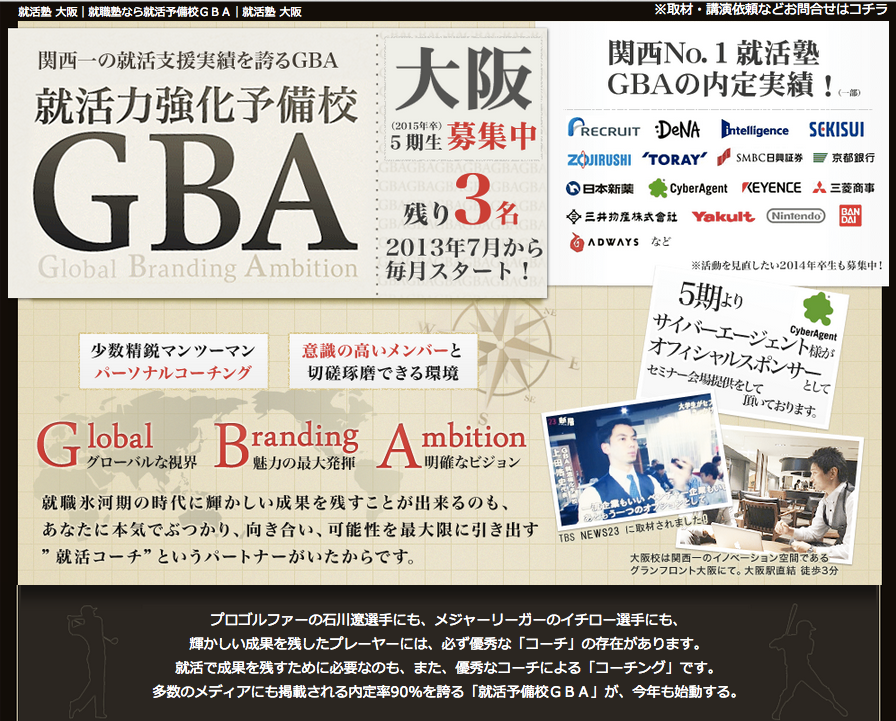 就活塾 大阪｜就職塾なら就活予備校ＧＢＡ｜就活塾 大阪
※取材・講演依頼などお問合せはコチラ
関西一の就活支援実績を誇るGBA
就活力強化予備校
GBA
Global Branding Ambition
大阪
(2015年卒)
5期生 募集中
残り3名
2013年7月から
毎月スタート！
関西No.1 就活塾
GBAの内定実績！(一部)
RECRUIT DeNA intelligence SEKISUI
ZOJIRUSHI 'TORAY' SMBC日興証券 京都銀行
日本新薬 CyberAgent KEYENCE 三菱商事
三井物産株式会社 Yakult Nintendo BAN DAI
ADWAYS など
※活動を見直したい2014年卒生も募集中！
5期より
CyberAgent
サイバーエージェント様が
オフィシャルスポンサーとして
セミナー会場提供をして
頂いております。
少数精鋭マンツーマン
パーソナルコーチング
意識の高いメンバーと
切磋琢磨できる環境
N
NE
E
SE
S
W
Global
グローバルな視界
Branding
魅力の最大発揮
Ambition
明確なビジョン
就職氷河期の時代に輝かしい成果を残すことが出来るのも、
あなたに本気でぶつかり、向き合い、可能性を最大限に引き出す
”就活コーチ”というパートナーがいたからです。
TBS NEWS23 に取材されました！
大阪校は関西一のイノベーション空間である
グランフロント大阪にて。大阪駅直結 徒歩3分
プロゴルファーの石川遼選手にも、メジャーリーガーのイチロー選手にも、
輝かしい成果を残したプレーヤーには、必ず優秀な「コーチ」の存在があります。
就活で成果を残すために必要なのも、また、優秀なコーチによる「コーチング」です。
多数のメディアにも掲載される内定率90%を誇る「就活予備校ＧＢＡ」が、今年も始動する。